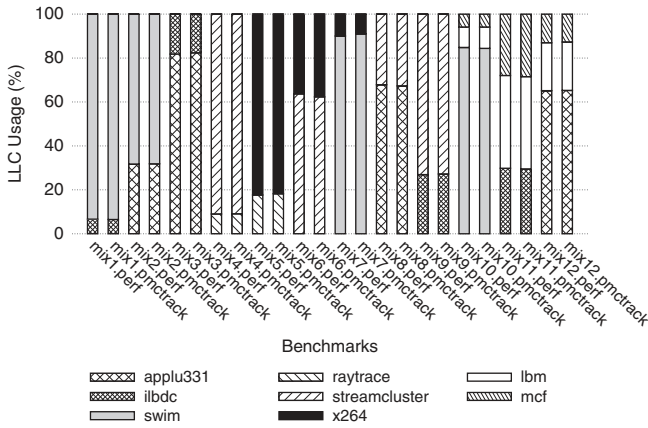 100
80
60
40
20
0
LLC Usage (%)
mix1.perf
mix1.pmctrack
mix2.perf
mix2.pmctrack
mix3.perf
mix3.pmctrack
mix4.perf
mix4.pmctrack
mix5.perf
mix5.pmctrack
mix6.perf
mix6.pmctrack
mix7.perf
mix7.pmctrack
mix8.perf
mix8.pmctrack
mix9.perf
mix9.pmctrack
mix10.perf
mix10.pmctrack
mix11.perf
mix11.pmctrack
mix12.perf
mix12.pmctrack
Benchmarks
applu331 raytrace lbm
ilbdc streamcluster mcf
swim x264